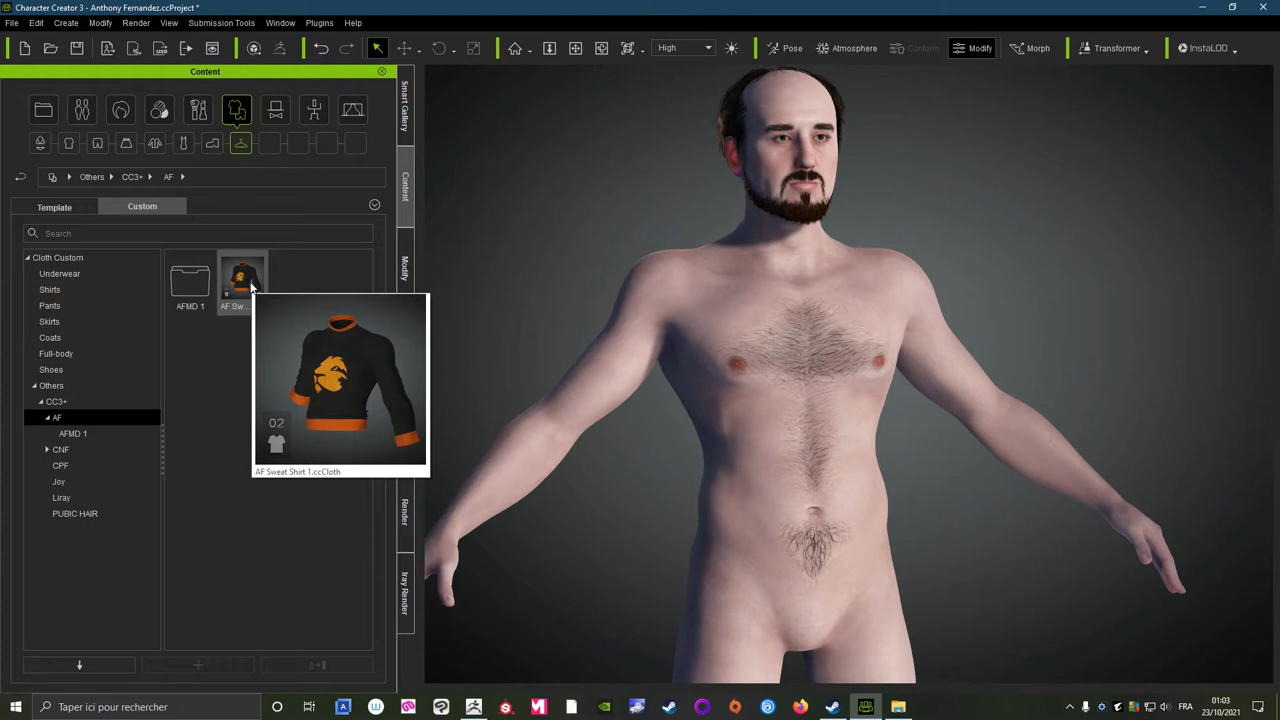 Character Creator 3 - Anthony Fernandez.ccProject *
File Edit Create Modify Render View Submission Tools Window Plugins Help
High Pose Atmosphere Conform Modify Morph Transformer InstaLOD
Content
Others CC3+ AF
Template Custom
Search
Cloth Custom
Underwear
Shirts
Pants
Skirts
Coats
Full-body
Shoes
Others
CC3+
AF
AFMD 1
CNF
CPF
Joy
Liray
PUBIC HAIR
AFMD 1
AF Sw...
02
AF Sweat Shirt 1.ccCloth
Smart Gallery
Content
Modify
Render
Iray Render
Taper ici pour rechercher
FRA
01:03
23/10/2021